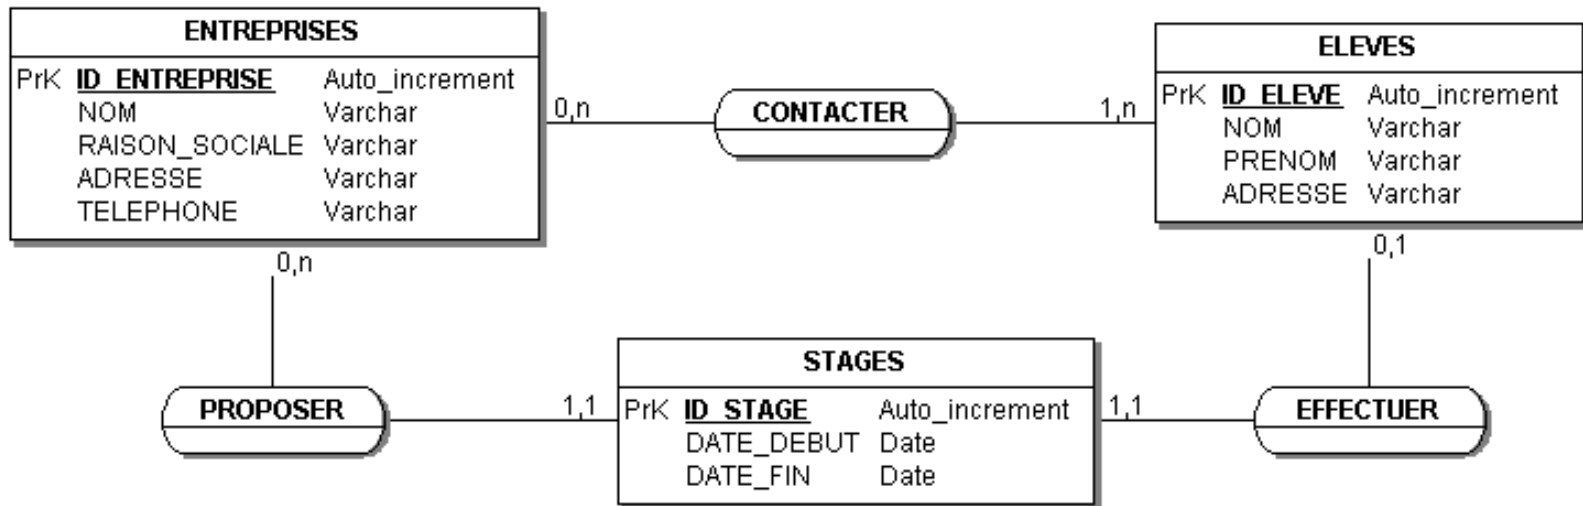 ENTREPRISES
PrK ID_ENTREPRISE Auto_increment
NOM Varchar
RAISON_SOCIALE Varchar
ADRESSE Varchar
TELEPHONE Varchar
0,n
CONTACTER
1,n
ELEVES
PrK ID_ELEVE Auto_increment
NOM Varchar
PRENOM Varchar
ADRESSE Varchar
0,n
0,1
PROPOSER
1,1
STAGES
PrK ID_STAGE Auto_increment
DATE_DEBUT Date
DATE_FIN Date
1,1
EFFECTUER